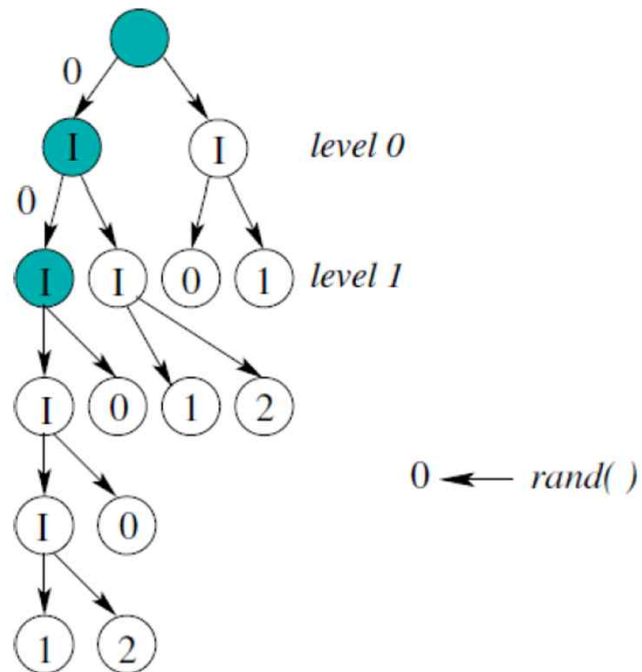 0
I I level 0
0
I I 0 1 level 1
I 0 1 2
0 rand( )
I 0
1 2